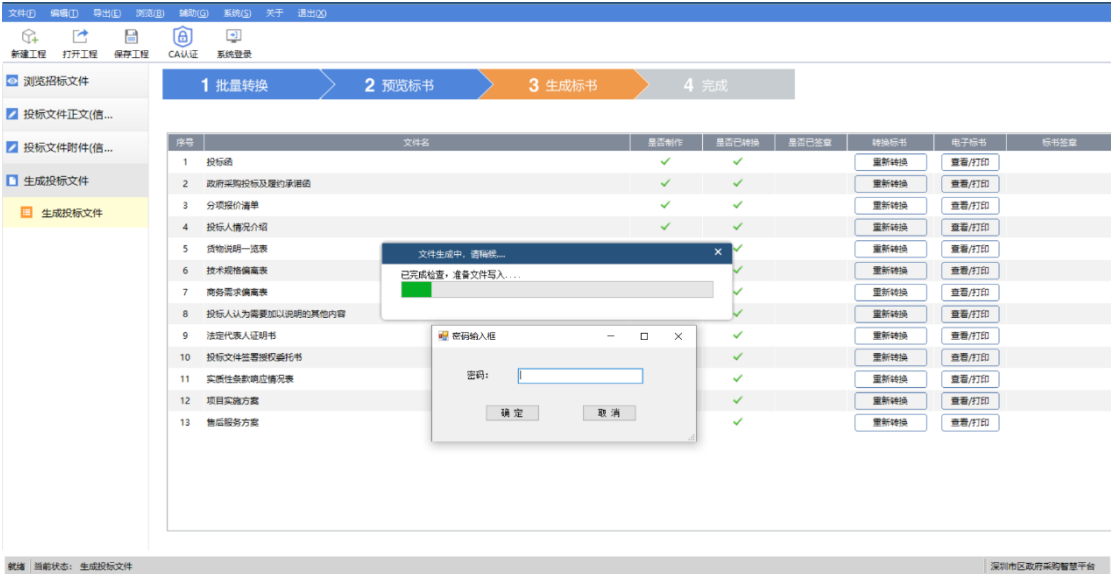 文件(F) 编辑(T) 导出(E) 浏览(B) 辅助(G) 系统(S) 关于 退出(X)
新建工程 打开工程 保存工程 CA认证 系统登录
浏览招标文件
投标文件正文(信...
投标文件附件(信...
生成投标文件
生成投标文件
1 批量转换 2 预览标书 3 生成标书 4 完成
序号 文件名 是否制作 是否已转换 是否已签章 转换标书 电子标书 标书签章
1 投标函 重新转换 查看/打印
2 政府采购投标及履约承诺函 重新转换 查看/打印
3 分项报价清单 重新转换 查看/打印
4 投标人情况介绍 重新转换 查看/打印
5 货物说明一览表 重新转换 查看/打印
6 技术规格偏离表 重新转换 查看/打印
7 商务需求偏离表 重新转换 查看/打印
8 投标人认为需要加以说明的其他内容 重新转换 查看/打印
9 法定代表人证明书 重新转换 查看/打印
10 投标文件签署授权委托书 重新转换 查看/打印
11 实质性条款响应情况表 重新转换 查看/打印
12 项目实施方案 重新转换 查看/打印
13 售后服务方案 重新转换 查看/打印
文件生成中，请稍候....
已完成检查，准备文件写入....
密码输入框
密码：
确定 取消
就绪 当前状态： 生成投标文件 深圳市区政府采购智慧平台